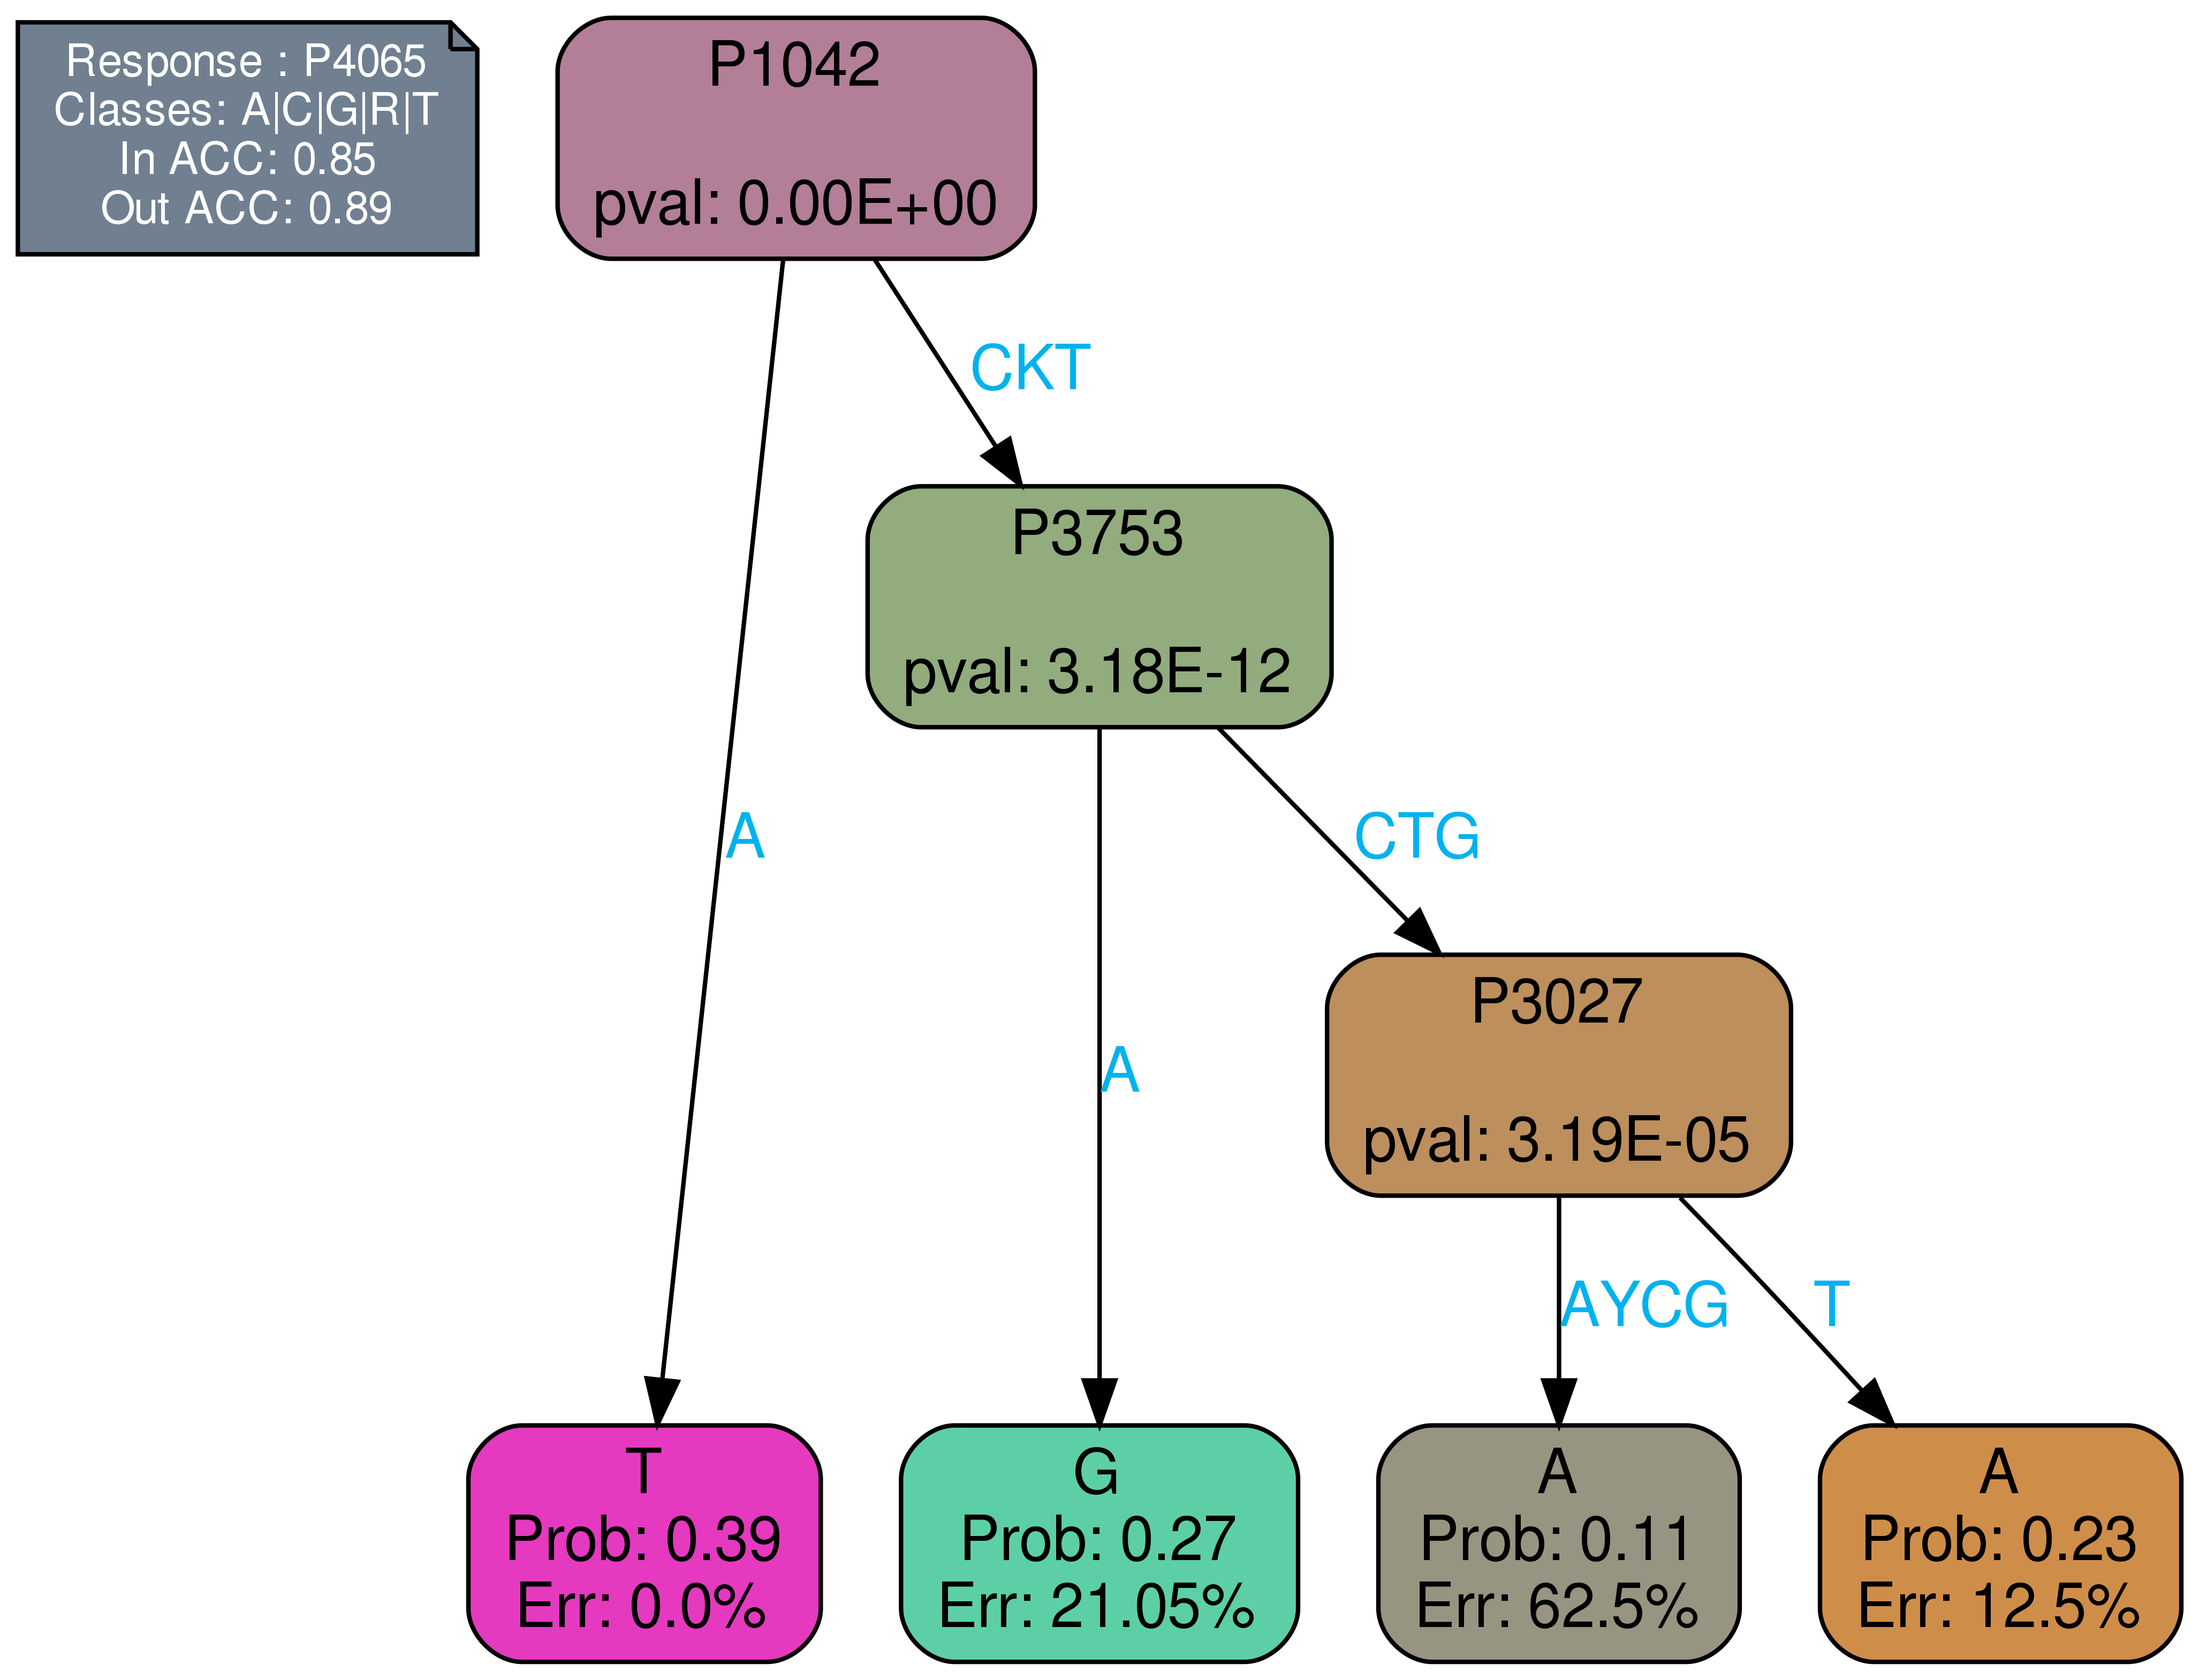 Response : P4065
Classes: A|C|G|R|T
In ACC: 0.85
Out ACC: 0.89
P1042
pval: 0.00E+00
CKT
P3753
pval: 3.18E-12
A
CTG
P3027
pval: 3.19E-05
A
AYCG
T
T
Prob: 0.39
Err: 0.0%
G
Prob: 0.27
Err: 21.05%
A
Prob: 0.11
Err: 62.5%
A
Prob: 0.23
Err: 12.5%